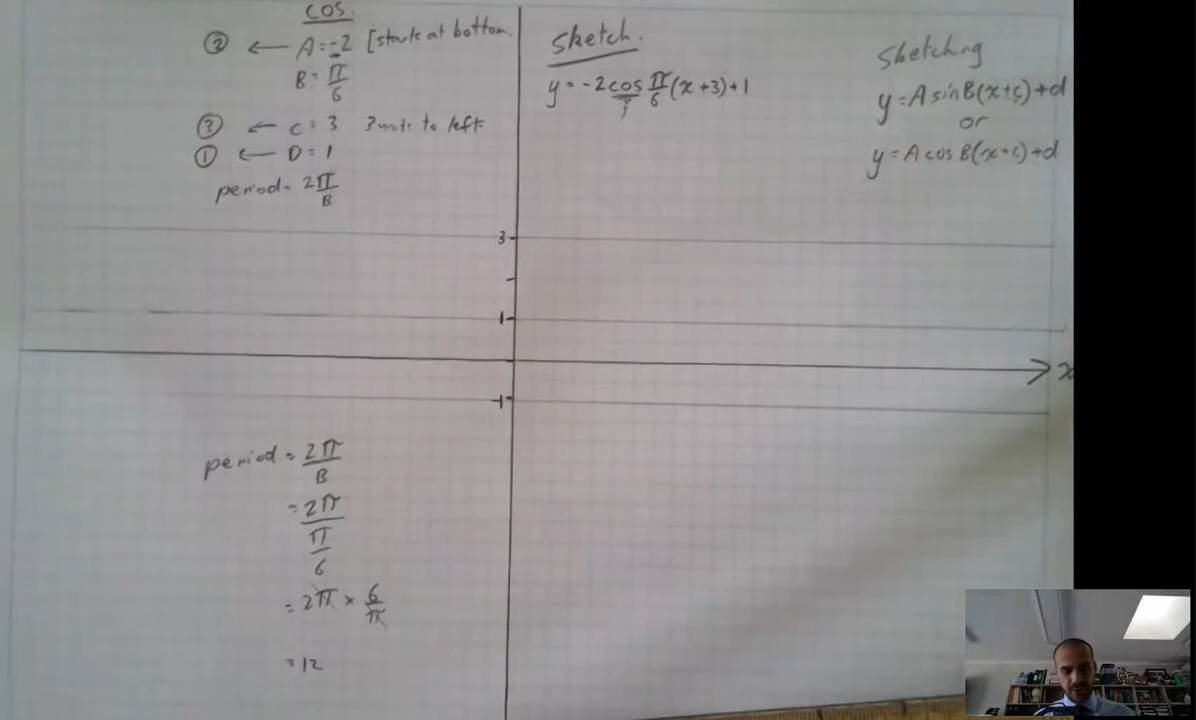 cos.
② ← A = -2 [starts at bottom.
B = π/6
③ ← C = 3 3 units to left
① ← D = 1
period = 2π/B
Sketch.
y = -2cos π/6 (x+3)+1
Sketching
y = A sin B(x+c)+d
or
y = A cos B(x+c)+d
3
1
x
-1
period = 2π/B
= 2π/(π/6)
= 2π × 6/π
= 12